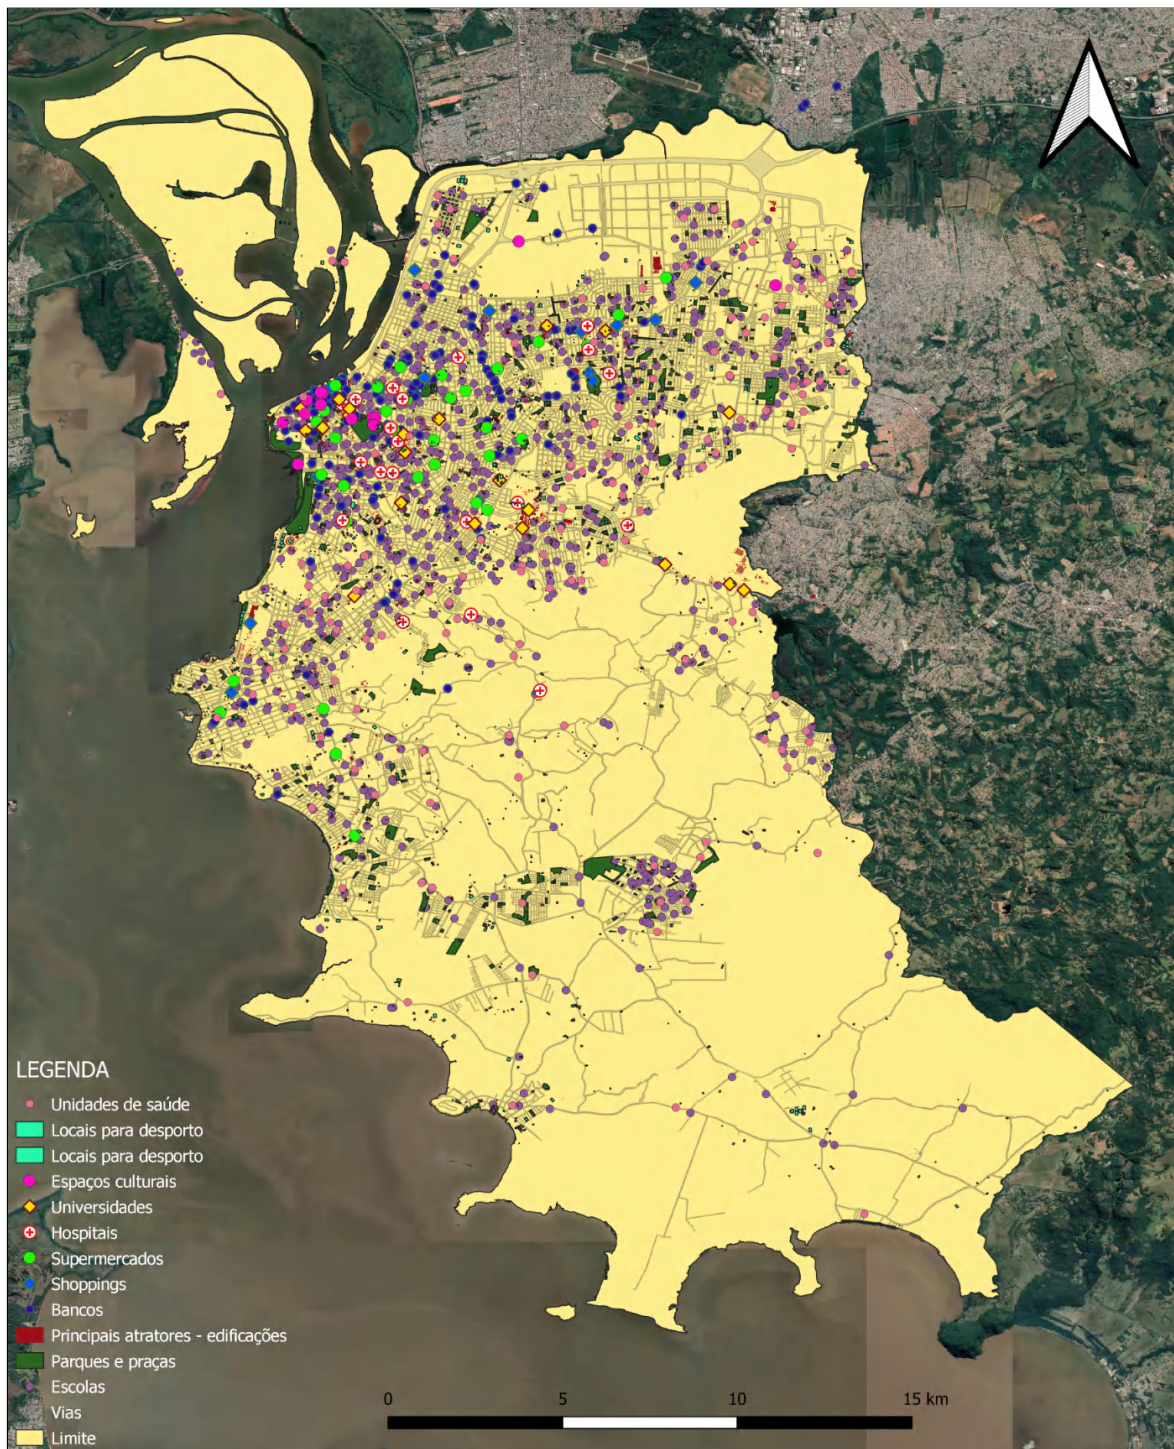 LEGENDA
Unidades de saúde
Locais para desporto
Locais para desporto
Espaços culturais
Universidades
Hospitais
Supermercados
Shoppings
Bancos
Principais atratores - edificações
Parques e praças
Escolas
Vias
Limite
0 5 10 15 km